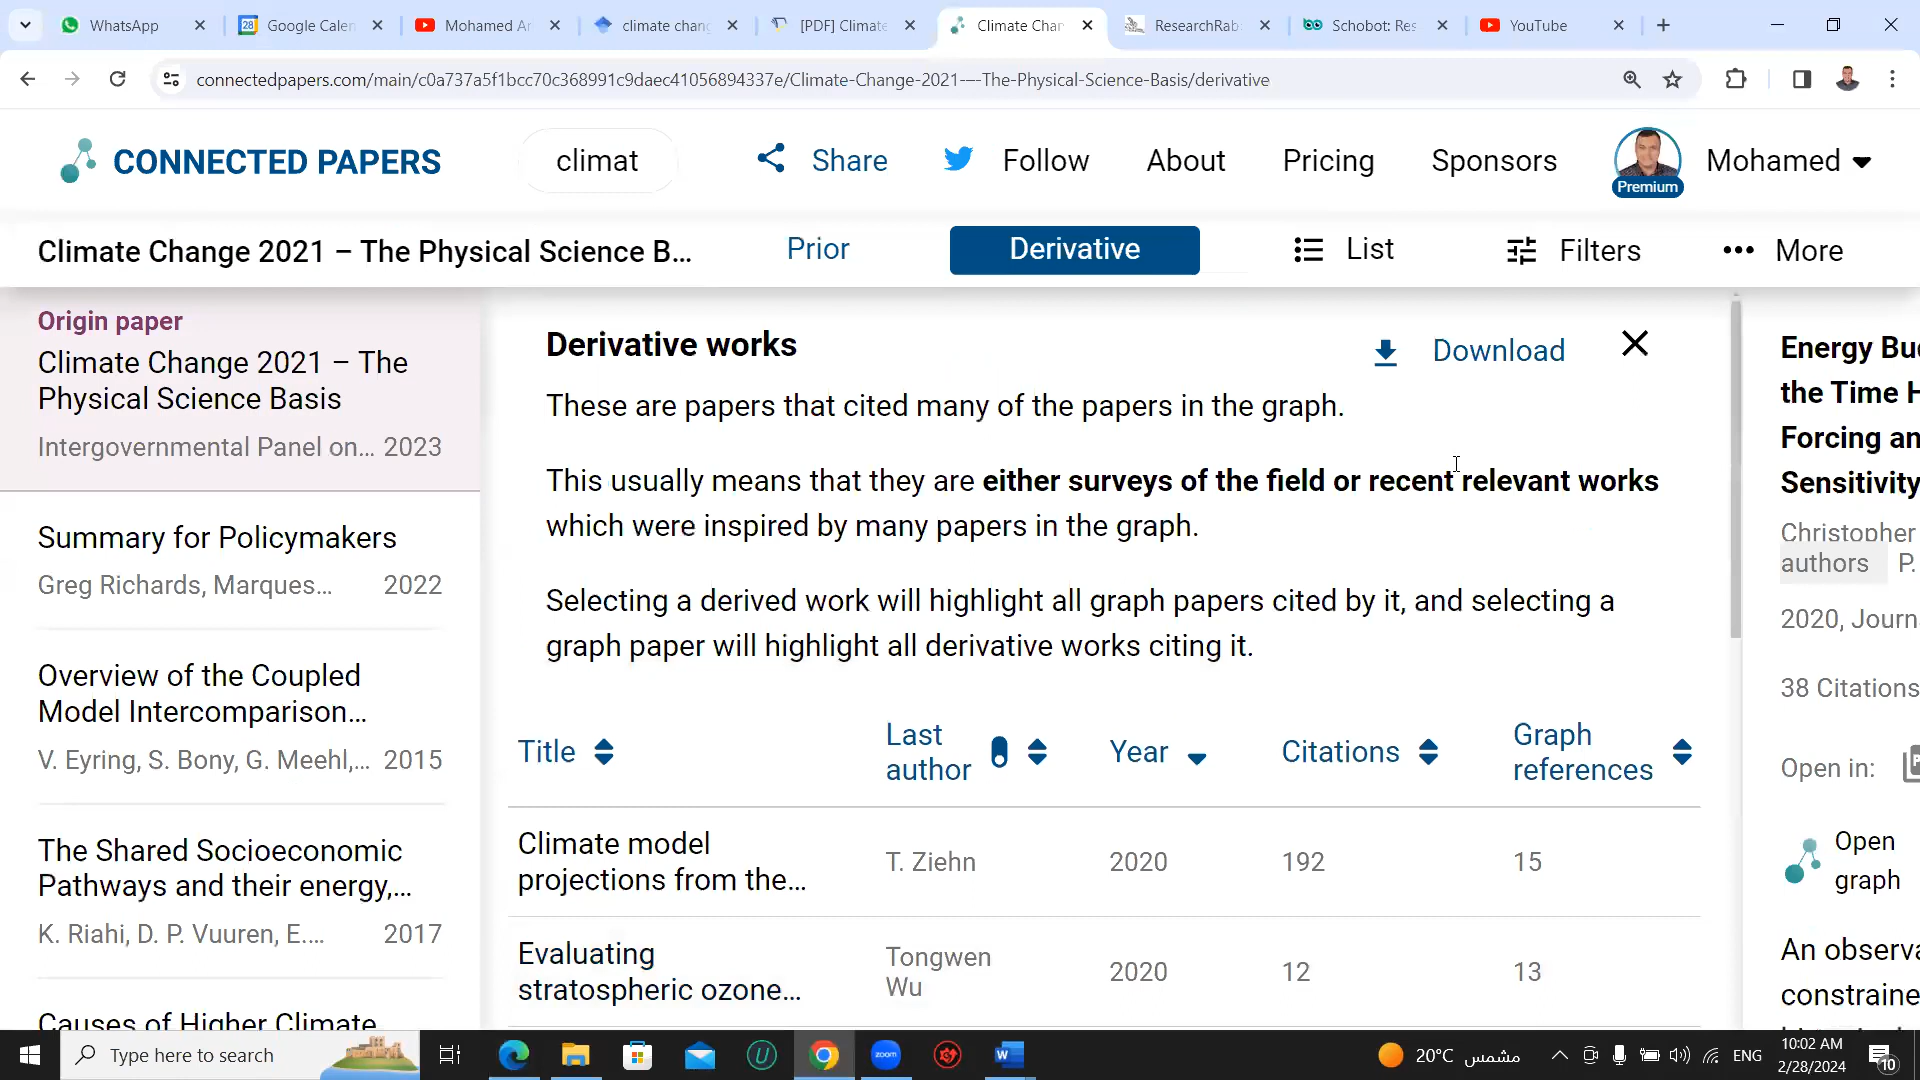 WhatsApp
28
Google Calen
Mohamed Ar
climate chang
[PDF] Climate
Climate Chan
ResearchRab
Schobot: Res
YouTube
connectedpapers.com/main/c0a737a5f1bcc70c368991c9daec41056894337e/Climate-Change-2021-–-The-Physical-Science-Basis/derivative
CONNECTED PAPERS
climat
Share
Follow
About
Pricing
Sponsors
Premium
Mohamed
Climate Change 2021 – The Physical Science B...
Prior
Derivative
List
Filters
More
Origin paper
Climate Change 2021 – The
Physical Science Basis
Intergovernmental Panel on... 2023
Summary for Policymakers
Greg Richards, Marques... 2022
Overview of the Coupled
Model Intercomparison...
V. Eyring, S. Bony, G. Meehl,... 2015
The Shared Socioeconomic
Pathways and their energy,...
K. Riahi, D. P. Vuuren, E.... 2017
Causes of Higher Climate
Derivative works
Download
These are papers that cited many of the papers in the graph.
This usually means that they are either surveys of the field or recent relevant works
which were inspired by many papers in the graph.
Selecting a derived work will highlight all graph papers cited by it, and selecting a
graph paper will highlight all derivative works citing it.
Title
Last
author
Year
Citations
Graph
references
Climate model
projections from the...
T. Ziehn
2020
192
15
Evaluating
stratospheric ozone...
Tongwen
Wu
2020
12
13
Energy Bu
the Time H
Forcing an
Sensitivity
Christopher
authors P.
2020, Journ
38 Citations
Open in:
Open
graph
An observa
constraine
Type here to search
zoom
20°C مشمس
ENG
10:02 AM
2/28/2024
10